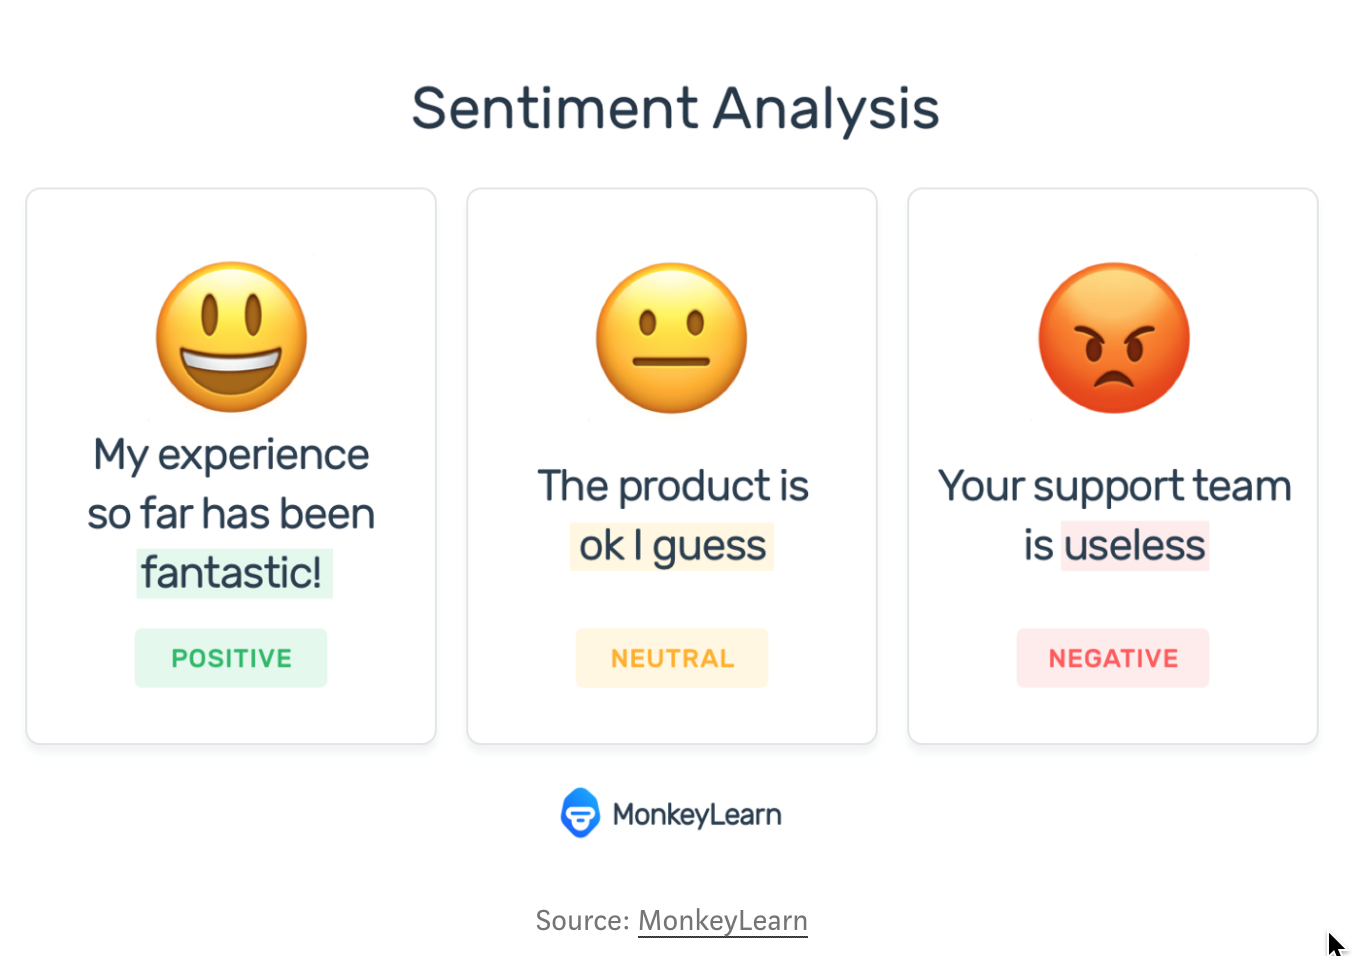 Sentiment Analysis
My experience
so far has been
fantastic!
POSITIVE
The product is
ok I guess
NEUTRAL
Your support team
is useless
NEGATIVE
MonkeyLearn
Source: MonkeyLearn